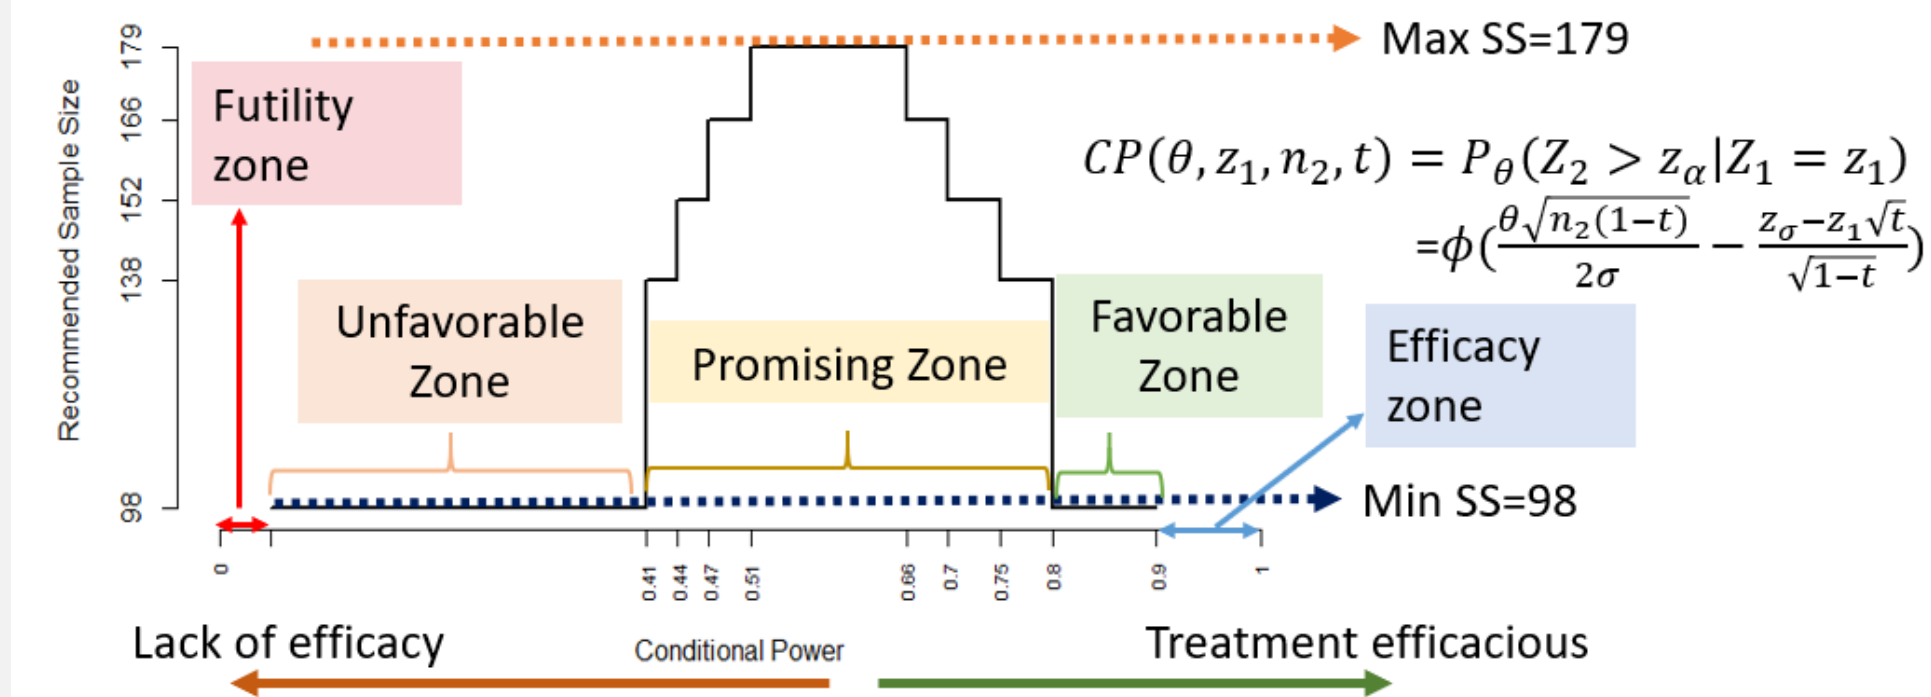 Max SS=179
Futility
zone
CP(θ, z₁, n₂, t) = P_θ(Z₂ > z_α|Z₁ = z₁)
=ϕ(θ√(n₂(1−t))/2σ − (z_σ−z₁√t)/√(1−t))
Unfavorable
Zone
Promising Zone
Favorable
Zone
Efficacy
zone
Min SS=98
Recommended Sample Size
179
166
152
138
98
0
0.41
0.44
0.47
0.51
0.66
0.7
0.75
0.8
0.9
1
Lack of efficacy
Conditional Power
Treatment efficacious